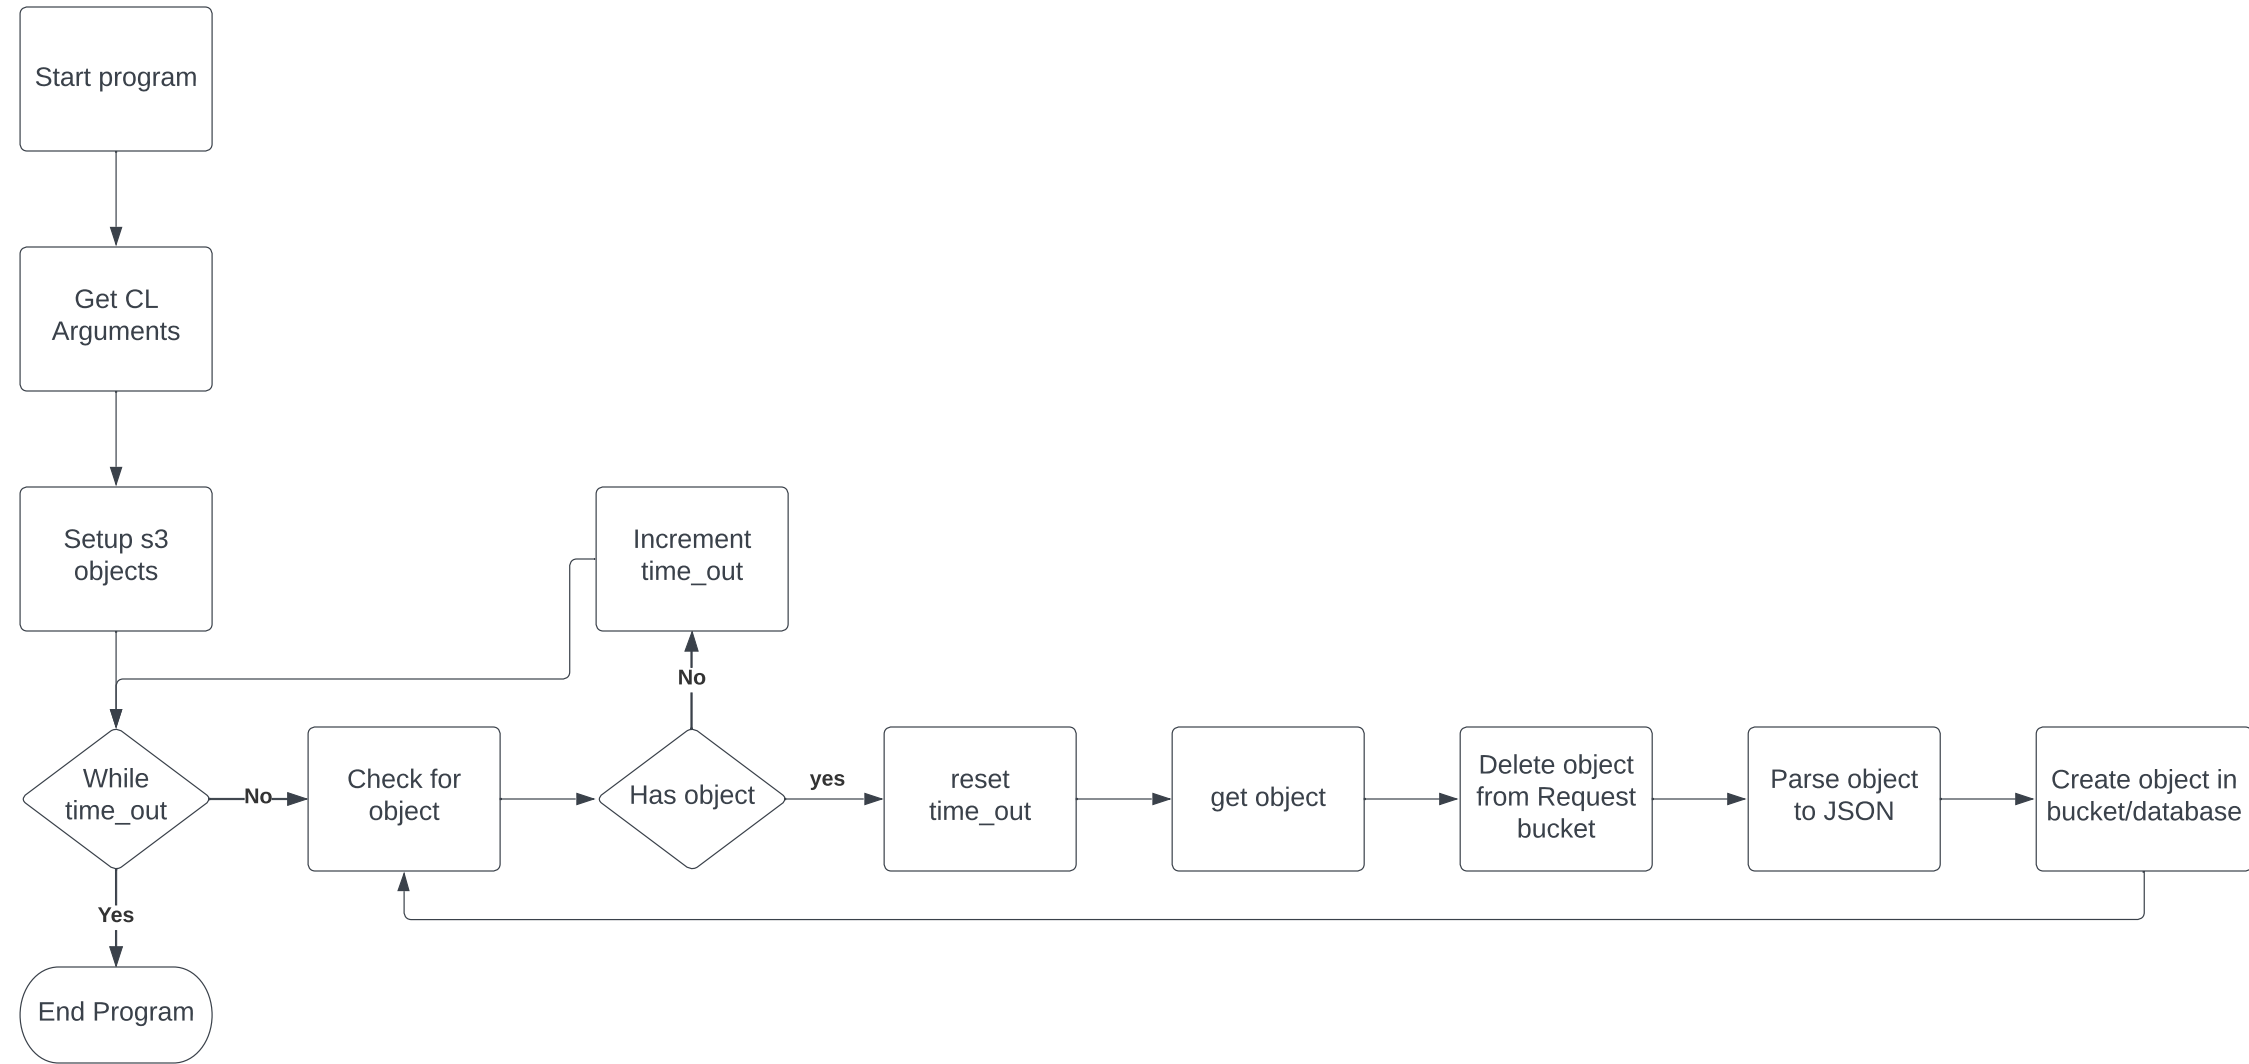 Start program
Get CL
Arguments
Setup s3
objects
Increment
time_out
No
While
time_out
No
Check for
object
Has object
yes
reset
time_out
get object
Delete object
from Request
bucket
Parse object
to JSON
Create object in
bucket/database
Yes
End Program